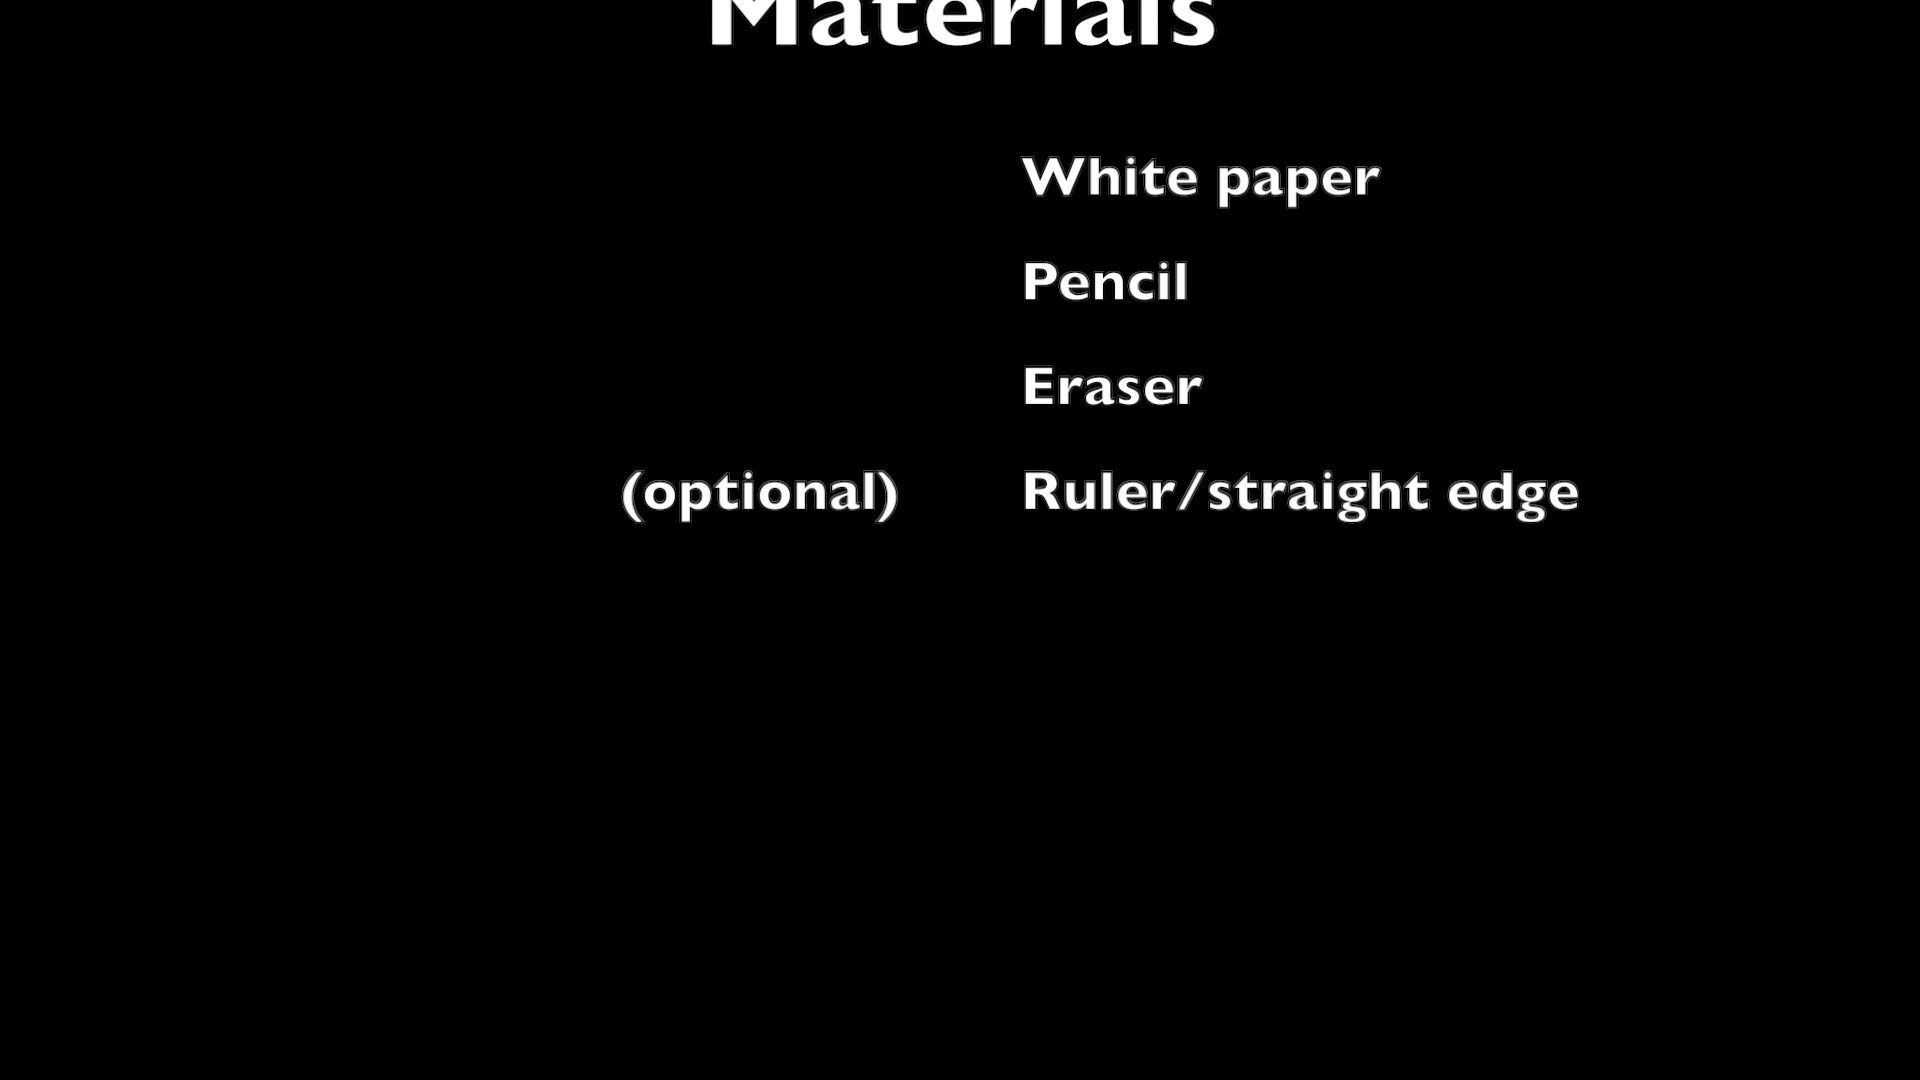 Materials
White paper
Pencil
Eraser
(optional) Ruler/straight edge